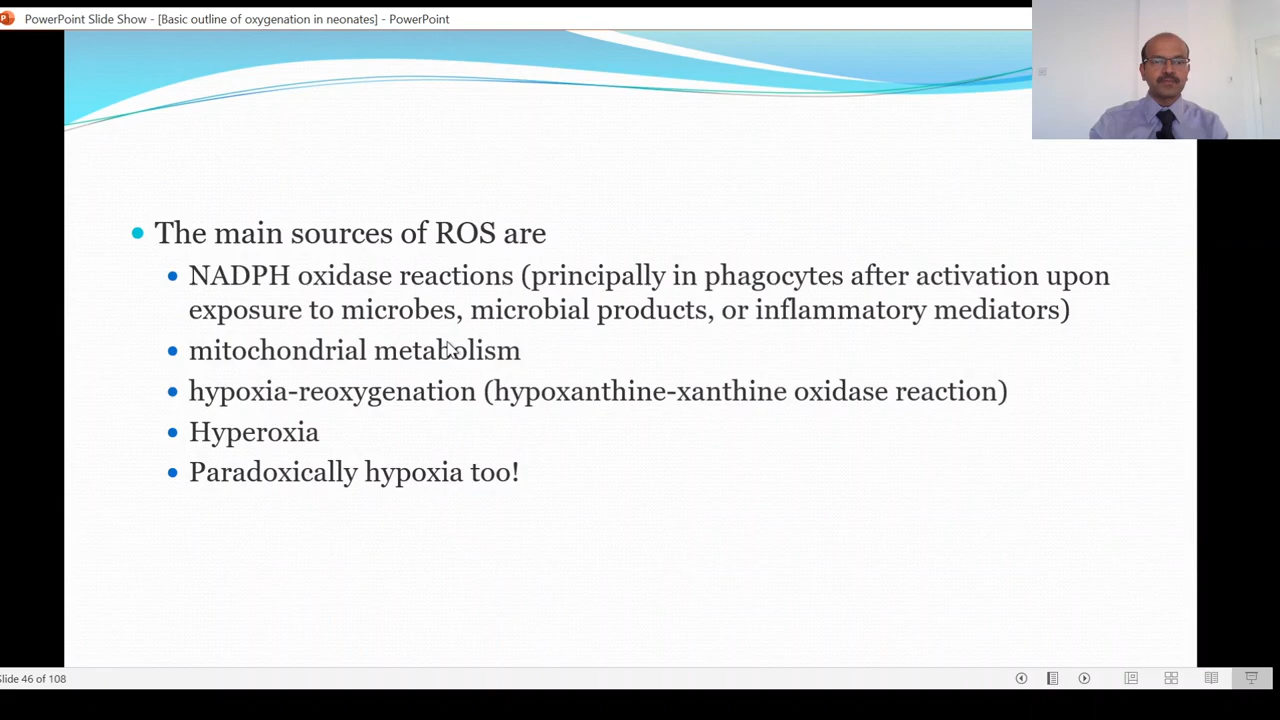 PowerPoint Slide Show - [Basic outline of oxygenation in neonates] - PowerPoint
The main sources of ROS are
NADPH oxidase reactions (principally in phagocytes after activation upon
exposure to microbes, microbial products, or inflammatory mediators)
mitochondrial metabolism
hypoxia-reoxygenation (hypoxanthine-xanthine oxidase reaction)
Hyperoxia
Paradoxically hypoxia too!
Slide 46 of 108